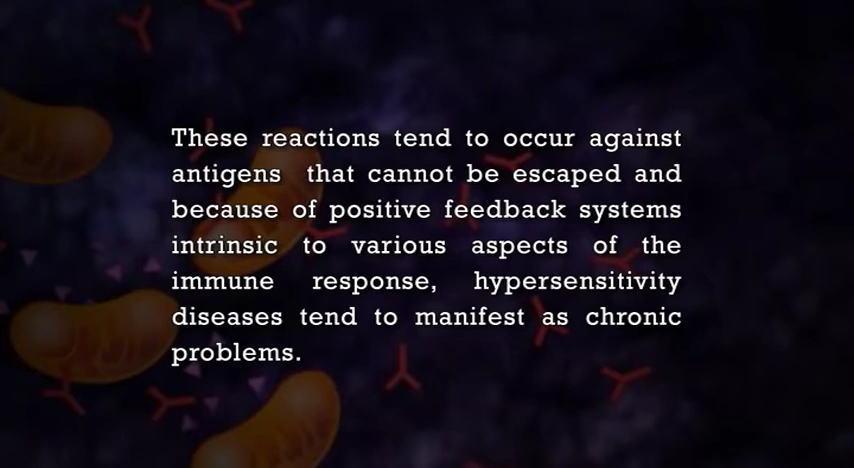 These reactions tend to occur against
antigens that cannot be escaped and
because of positive feedback systems
intrinsic to various aspects of the
immune response, hypersensitivity
diseases tend to manifest as chronic
problems.